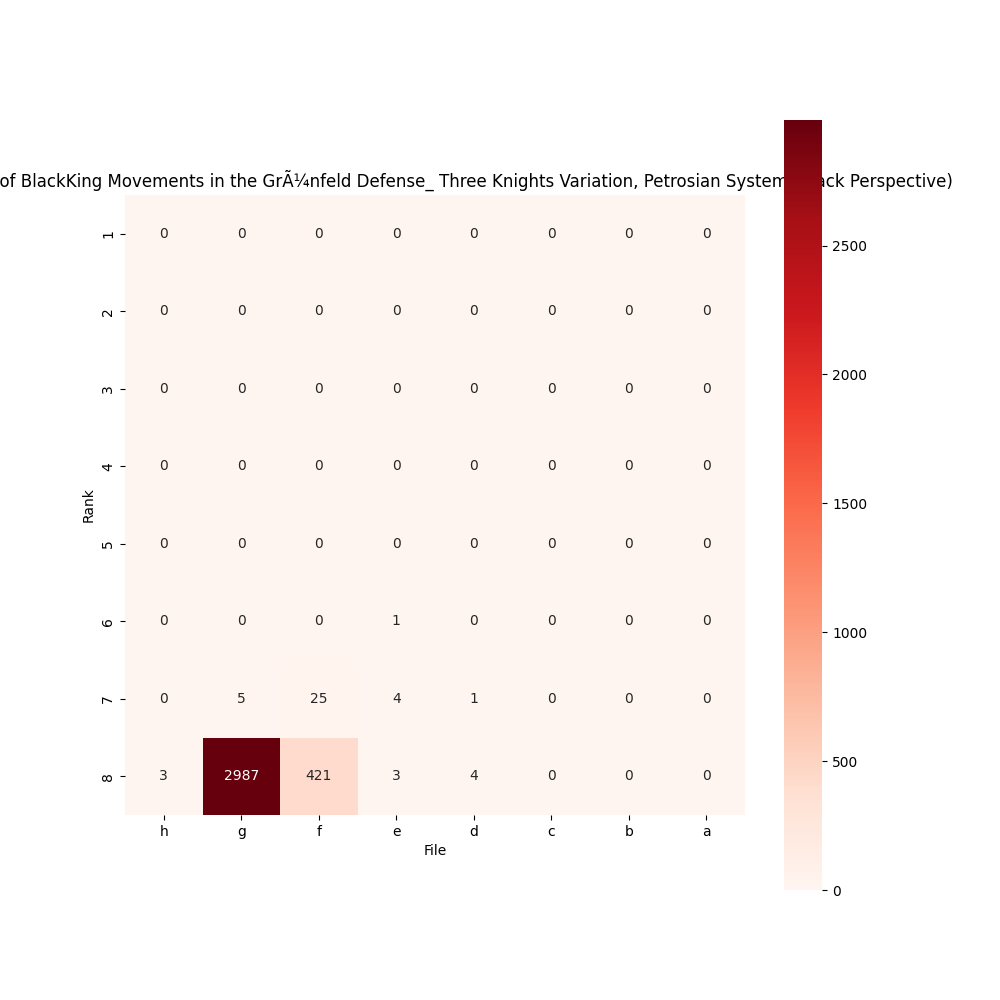 of BlackKing Movements in the GrÃ¼nfeld Defense_ Three Knights Variation, Petrosian System ack Perspective)
1 0 0 0 0 0 0 0 0
2 0 0 0 0 0 0 0 0
3 0 0 0 0 0 0 0 0
4 0 0 0 0 0 0 0 0
5 0 0 0 0 0 0 0 0
6 0 0 0 1 0 0 0 0
7 0 5 25 4 1 0 0 0
8 3 2987 421 3 4 0 0 0
h g f e d c b a
File
Rank
2500
2000
1500
1000
500
0